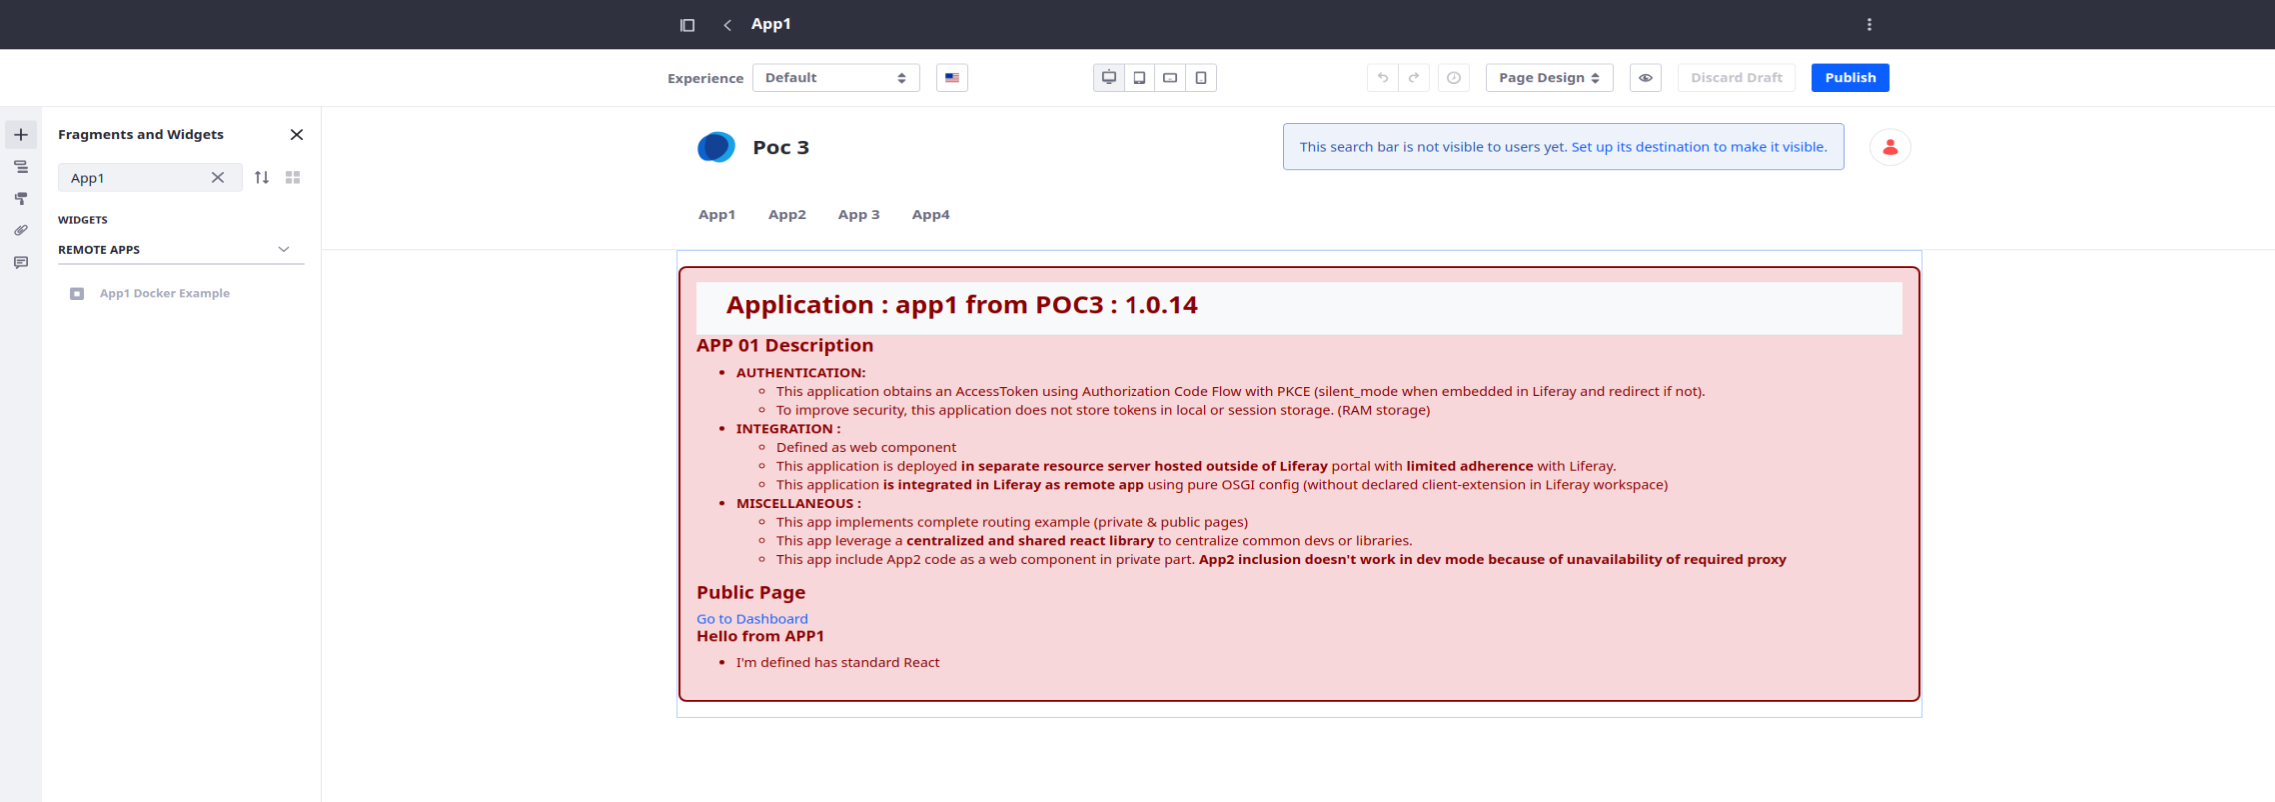 App1
Experience Default Page Design Discard Draft Publish
Fragments and Widgets
App1
WIDGETS
REMOTE APPS
App1 Docker Example
Poc 3
This search bar is not visible to users yet. Set up its destination to make it visible.
App1 App2 App 3 App4
Application : app1 from POC3 : 1.0.14
APP 01 Description
AUTHENTICATION:
This application obtains an AccessToken using Authorization Code Flow with PKCE (silent_mode when embedded in Liferay and redirect if not).
To improve security, this application does not store tokens in local or session storage. (RAM storage)
INTEGRATION :
Defined as web component
This application is deployed in separate resource server hosted outside of Liferay portal with limited adherence with Liferay.
This application is integrated in Liferay as remote app using pure OSGI config (without declared client-extension in Liferay workspace)
MISCELLANEOUS :
This app implements complete routing example (private & public pages)
This app leverage a centralized and shared react library to centralize common devs or libraries.
This app include App2 code as a web component in private part. App2 inclusion doesn't work in dev mode because of unavailability of required proxy
Public Page
Go to Dashboard
Hello from APP1
I'm defined has standard React